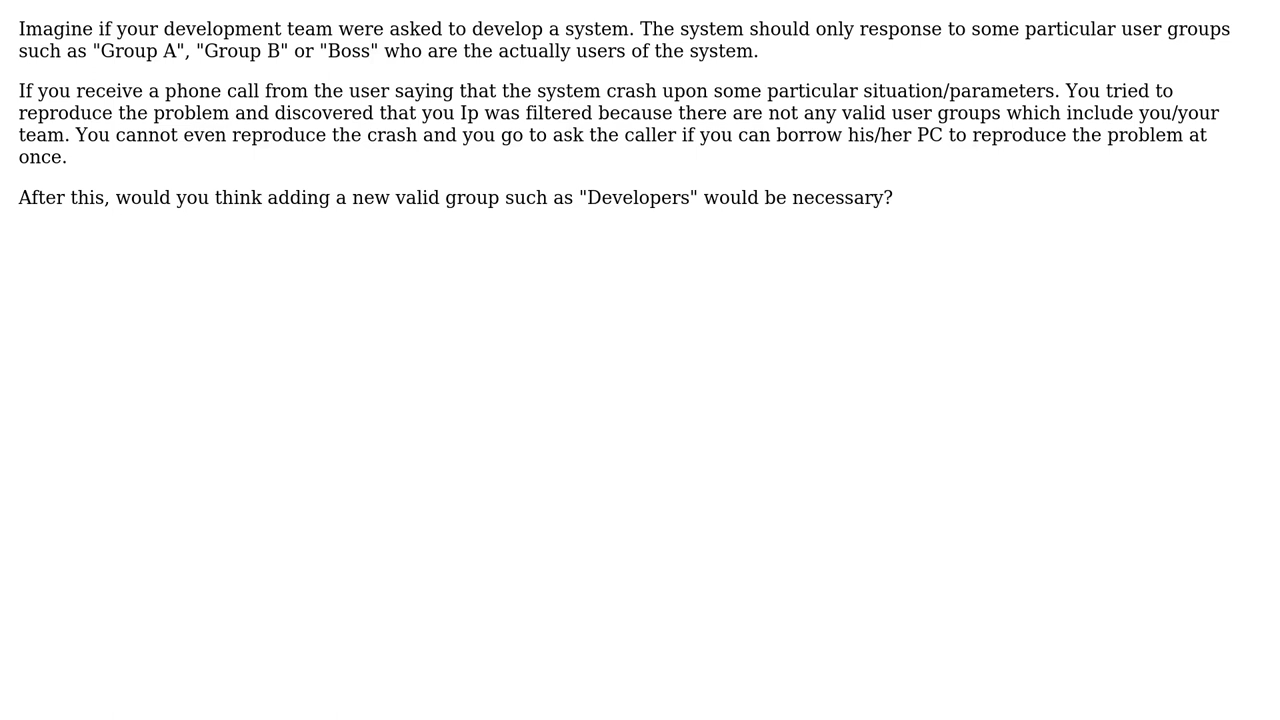 Imagine if your development team were asked to develop a system. The system should only response to some particular user groups
such as "Group A", "Group B" or "Boss" who are the actually users of the system.
If you receive a phone call from the user saying that the system crash upon some particular situation/parameters. You tried to
reproduce the problem and discovered that you Ip was filtered because there are not any valid user groups which include you/your
team. You cannot even reproduce the crash and you go to ask the caller if you can borrow his/her PC to reproduce the problem at
once.
After this, would you think adding a new valid group such as "Developers" would be necessary?